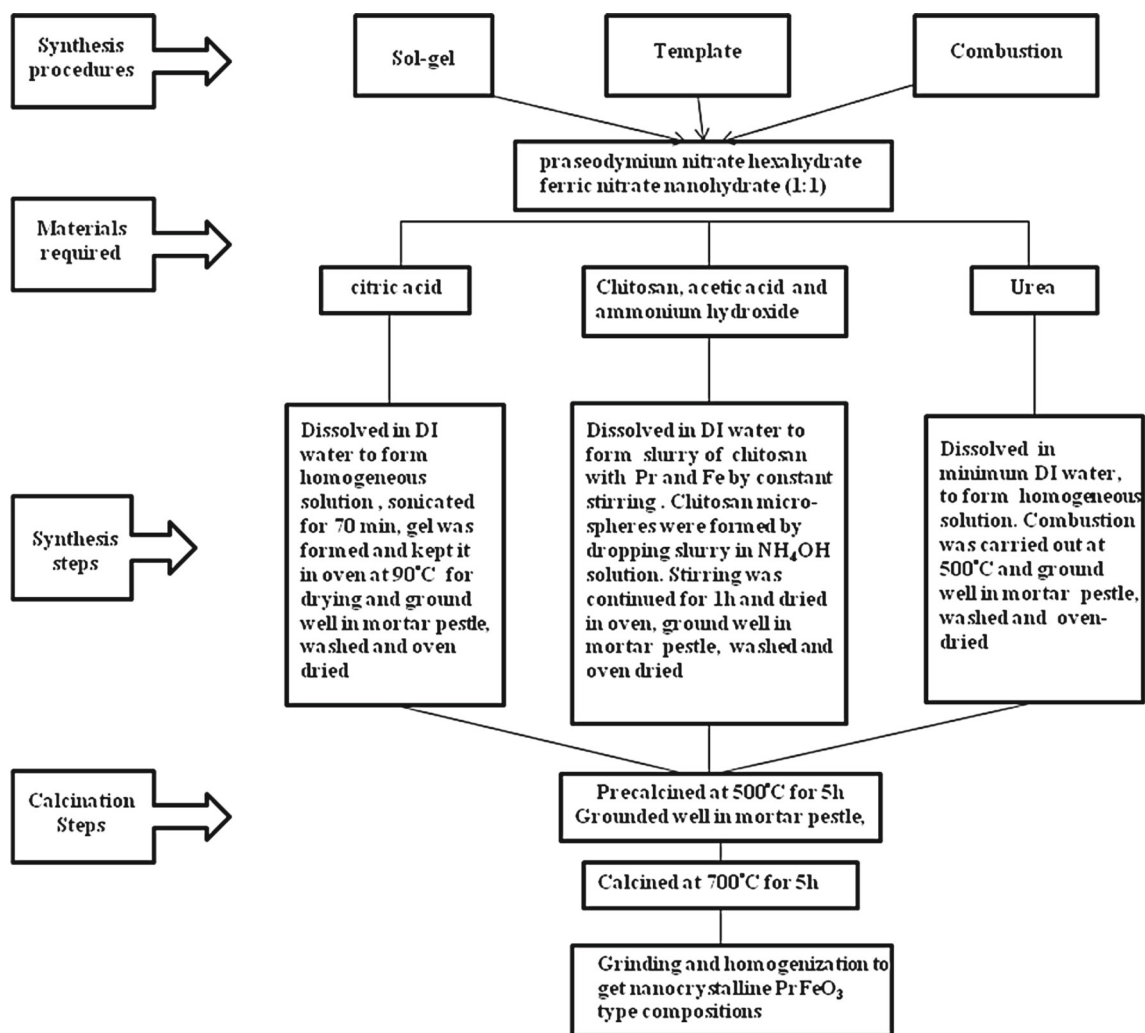 Synthesis
procedures
Sol-gel
Template
Combustion
praseodymium nitrate hexahydrate
ferric nitrate nanohydrate (1:1)
Materials
required
citric acid
Chitosan, acetic acid and
ammonium hydroxide
Urea
Synthesis
steps
Dissolved in DI
water to form
homogeneous
solution , sonicated
for 70 min, gel was
formed and kept it
in oven at 90°C for
drying and ground
well in mortar pestle,
washed and oven
dried
Dissolved in DI water to
form slurry of chitosan
with Pr and Fe by constant
stirring . Chitosan micro-
spheres were formed by
dropping slurry in NH₄OH
solution. Stirring was
continued for 1h and dried
in oven, ground well in
mortar pestle, washed and
oven dried
Dissolved in
minimum DI water,
to form homogeneous
solution. Combustion
was carried out at
500°C and ground
well in mortar pestle,
washed and oven-
dried
Calcination
Steps
Precalcined at 500°C for 5h
Grounded well in mortar pestle,
Calcined at 700°C for 5h
Grinding and homogenization to
get nanocrystalline PrFeO₃
type compositions